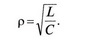 ρ = √(L/C).